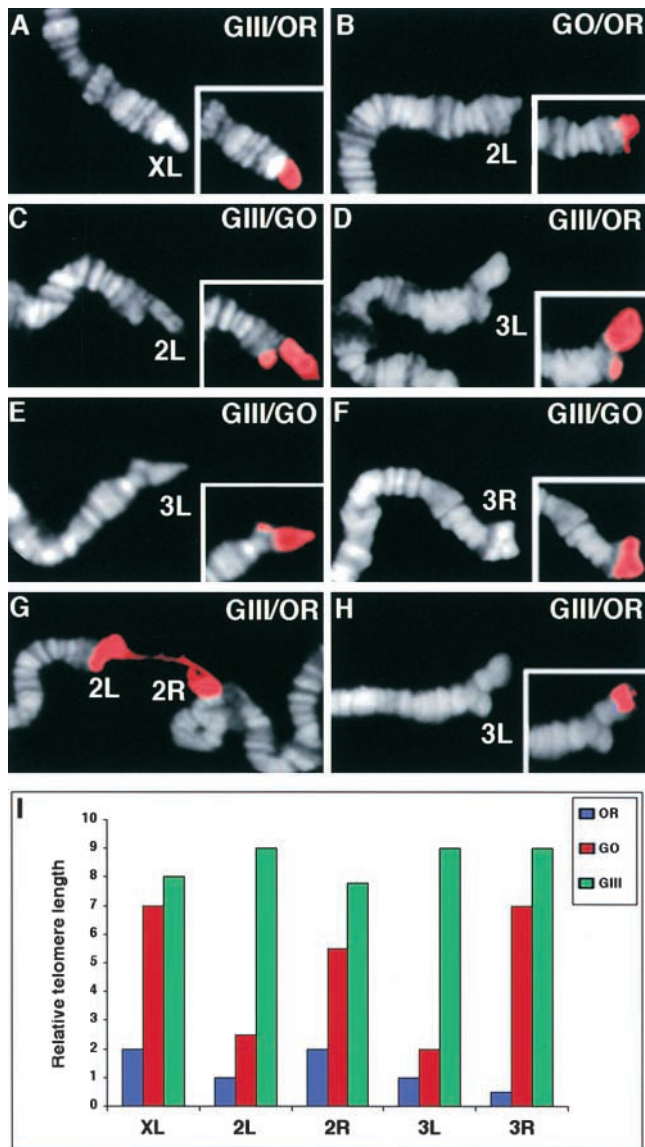 A GIII/OR
XL
B GO/OR
2L
C GIII/GO
2L
D GIII/OR
3L
E GIII/GO
3L
F GIII/GO
3R
G GIII/OR
2L 2R
H GIII/OR
3L
I
Relative telomere length
10
9
8
7
6
5
4
3
2
1
0
XL 2L 2R 3L 3R
OR
GO
GIII